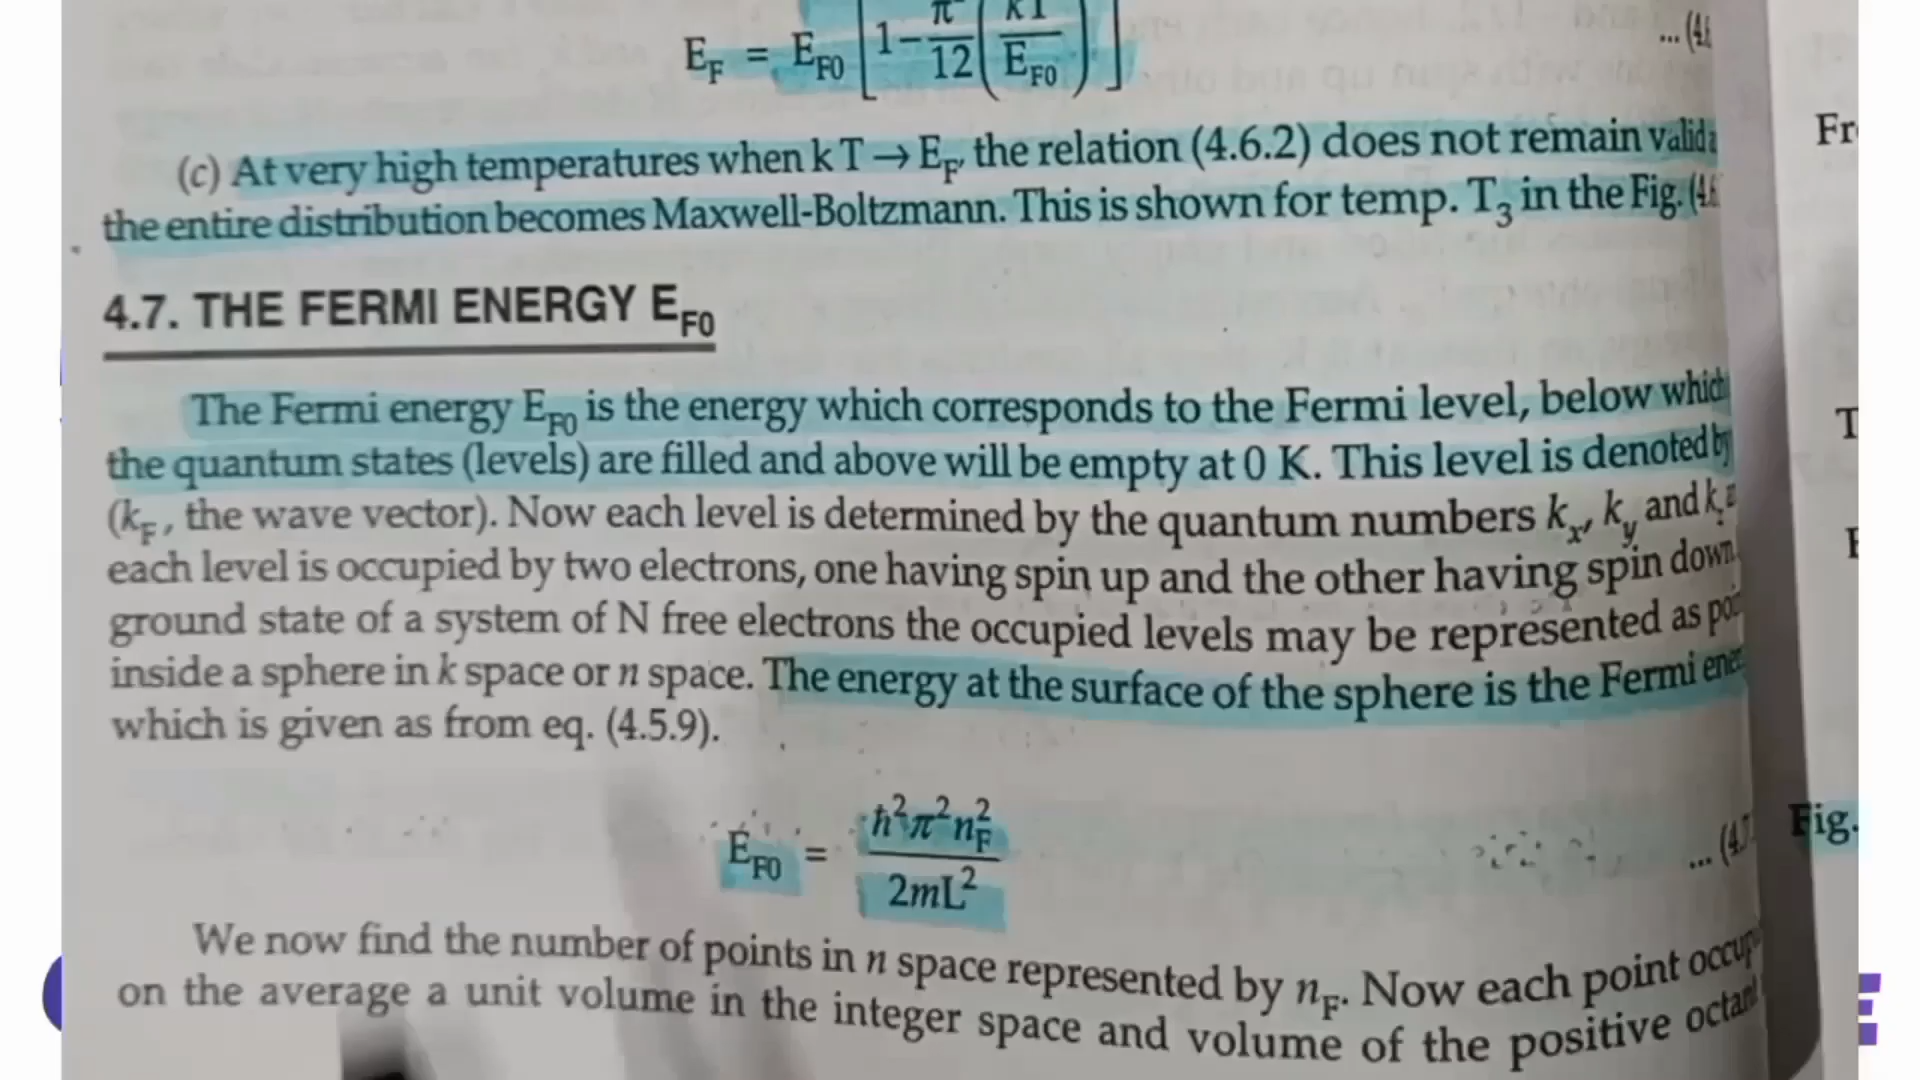 E_F = E_F0 [1 − π²/12 (kT/E_F0)
(c) At very high temperatures when kT → E_F, the relation (4.6.2) does not remain valid
the entire distribution becomes Maxwell-Boltzmann. This is shown for temp. T₃ in the Fig.
4.7. THE FERMI ENERGY E_F0
The Fermi energy E_F0 is the energy which corresponds to the Fermi level, below which
the quantum states (levels) are filled and above will be empty at 0 K. This level is denoted by
(k_F, the wave vector). Now each level is determined by the quantum numbers k_x, k_y and
each level is occupied by two electrons, one having spin up and the other having spin down
ground state of a system of N free electrons the occupied levels may be represented as
inside a sphere in k space or n space. The energy at the surface of the sphere is the Fermi
which is given as from eq. (4.5.9).
E_F0 = ħ²π²n_F²/2mL²
We now find the number of points in n space represented by n_F. Now each point
on the average a unit volume in the integer space and volume of the positive
Fig.